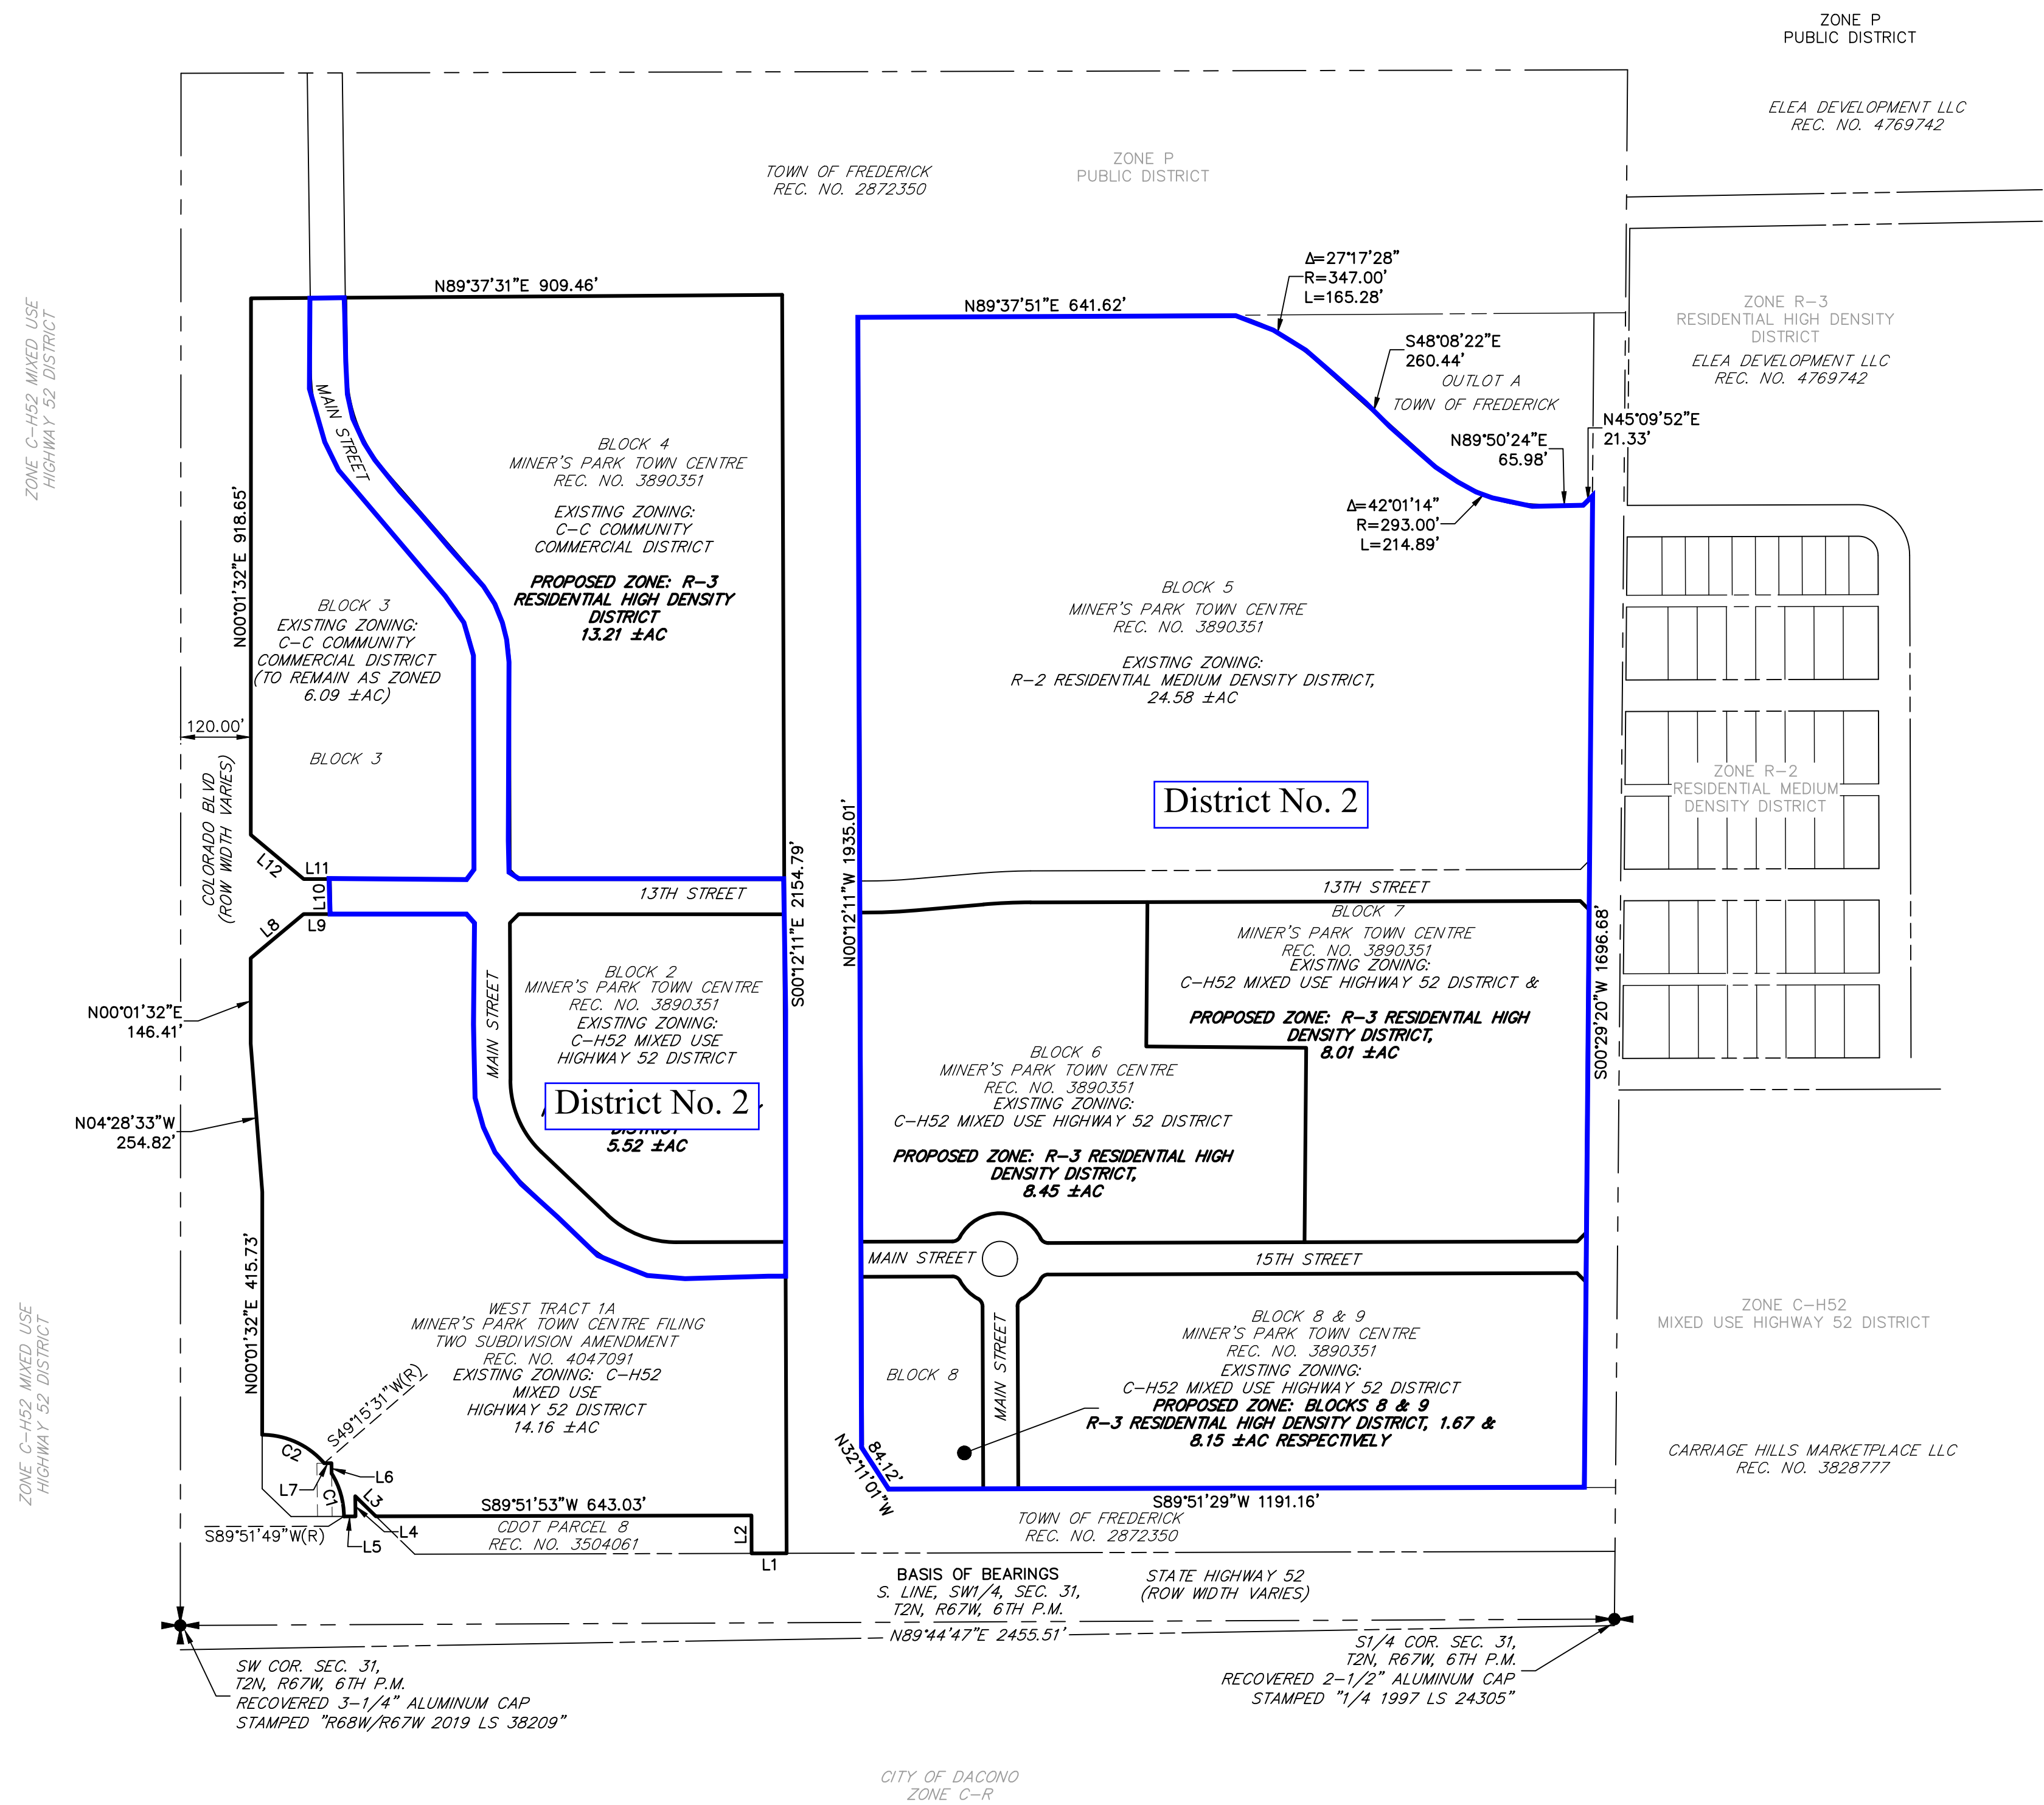 ZONE P
PUBLIC DISTRICT
ELEA DEVELOPMENT LLC
REC. NO. 4769742
TOWN OF FREDERICK
REC. NO. 2872350
ZONE P
PUBLIC DISTRICT
Δ=27°17'28"
R=347.00'
L=165.28'
N89°37'31"E 909.46'
N89°37'51"E 641.62'
ZONE C-H52 MIXED USE
HIGHWAY 52 DISTRICT
S48°08'22"E
260.44'
OUTLOT A
TOWN OF FREDERICK
ZONE R-3
RESIDENTIAL HIGH DENSITY
DISTRICT
ELEA DEVELOPMENT LLC
REC. NO. 4769742
N45°09'52"E
21.33'
N89°50'24"E
65.98'
Δ=42°01'14"
R=293.00'
L=214.89'
MAIN STREET
BLOCK 4
MINER'S PARK TOWN CENTRE
REC. NO. 3890351
EXISTING ZONING:
C-C COMMUNITY
COMMERCIAL DISTRICT
PROPOSED ZONE: R-3
RESIDENTIAL HIGH DENSITY
DISTRICT
13.21 ±AC
N00°01'32"E 918.65'
BLOCK 3
EXISTING ZONING:
C-C COMMUNITY
COMMERCIAL DISTRICT
(TO REMAIN AS ZONED
6.09 ±AC)
BLOCK 3
120.00'
COLORADO BLVD
(ROW WIDTH VARIES)
BLOCK 5
MINER'S PARK TOWN CENTRE
REC. NO. 3890351
EXISTING ZONING:
R-2 RESIDENTIAL MEDIUM DENSITY DISTRICT,
24.58 ±AC
District No. 2
ZONE R-2
RESIDENTIAL MEDIUM
DENSITY DISTRICT
L12
L11
L10
L9
L8
13TH STREET
S00°12'11"E 2154.79'
N00°12'11"W 1935.01'
13TH STREET
BLOCK 7
MINER'S PARK TOWN CENTRE
REC. NO. 3890351
EXISTING ZONING:
C-H52 MIXED USE HIGHWAY 52 DISTRICT &
PROPOSED ZONE: R-3 RESIDENTIAL HIGH
DENSITY DISTRICT,
8.01 ±AC
S00°29'20"W 1696.68'
N00°01'32"E
146.41'
N04°28'33"W
254.82'
MAIN STREET
BLOCK 2
MINER'S PARK TOWN CENTRE
REC. NO. 3890351
EXISTING ZONING:
C-H52 MIXED USE
HIGHWAY 52 DISTRICT
District No. 2
DISTRICT
5.52 ±AC
BLOCK 6
MINER'S PARK TOWN CENTRE
REC. NO. 3890351
EXISTING ZONING:
C-H52 MIXED USE HIGHWAY 52 DISTRICT
PROPOSED ZONE: R-3 RESIDENTIAL HIGH
DENSITY DISTRICT,
8.45 ±AC
MAIN STREET
15TH STREET
N00°01'32"E 415.73'
ZONE C-H52 MIXED USE
HIGHWAY 52 DISTRICT
WEST TRACT 1A
MINER'S PARK TOWN CENTRE FILING
TWO SUBDIVISION AMENDMENT
REC. NO. 4047091
EXISTING ZONING: C-H52
MIXED USE
HIGHWAY 52 DISTRICT
14.16 ±AC
BLOCK 8
MAIN STREET
BLOCK 8 & 9
MINER'S PARK TOWN CENTRE
REC. NO. 3890351
EXISTING ZONING:
C-H52 MIXED USE HIGHWAY 52 DISTRICT
PROPOSED ZONE: BLOCKS 8 & 9
R-3 RESIDENTIAL HIGH DENSITY DISTRICT, 1.67 &
8.15 ±AC RESPECTIVELY
ZONE C-H52
MIXED USE HIGHWAY 52 DISTRICT
CARRIAGE HILLS MARKETPLACE LLC
REC. NO. 3828777
S49°15'31"W(R)
C2
L7
L6
C1
L3
L4
L5
S89°51'49"W(R)
S89°51'53"W 643.03'
CDOT PARCEL 8
REC. NO. 3504061
L2
L1
84.12'
N32°11'01"W
S89°51'29"W 1191.16'
TOWN OF FREDERICK
REC. NO. 2872350
BASIS OF BEARINGS
S. LINE, SW1/4, SEC. 31,
T2N, R67W, 6TH P.M.
STATE HIGHWAY 52
(ROW WIDTH VARIES)
N89°44'47"E 2455.51'
SW COR. SEC. 31,
T2N, R67W, 6TH P.M.
RECOVERED 3-1/4" ALUMINUM CAP
STAMPED "R68W/R67W 2019 LS 38209"
S1/4 COR. SEC. 31,
T2N, R67W, 6TH P.M.
RECOVERED 2-1/2" ALUMINUM CAP
STAMPED "1/4 1997 LS 24305"
CITY OF DACONO
ZONE C-R